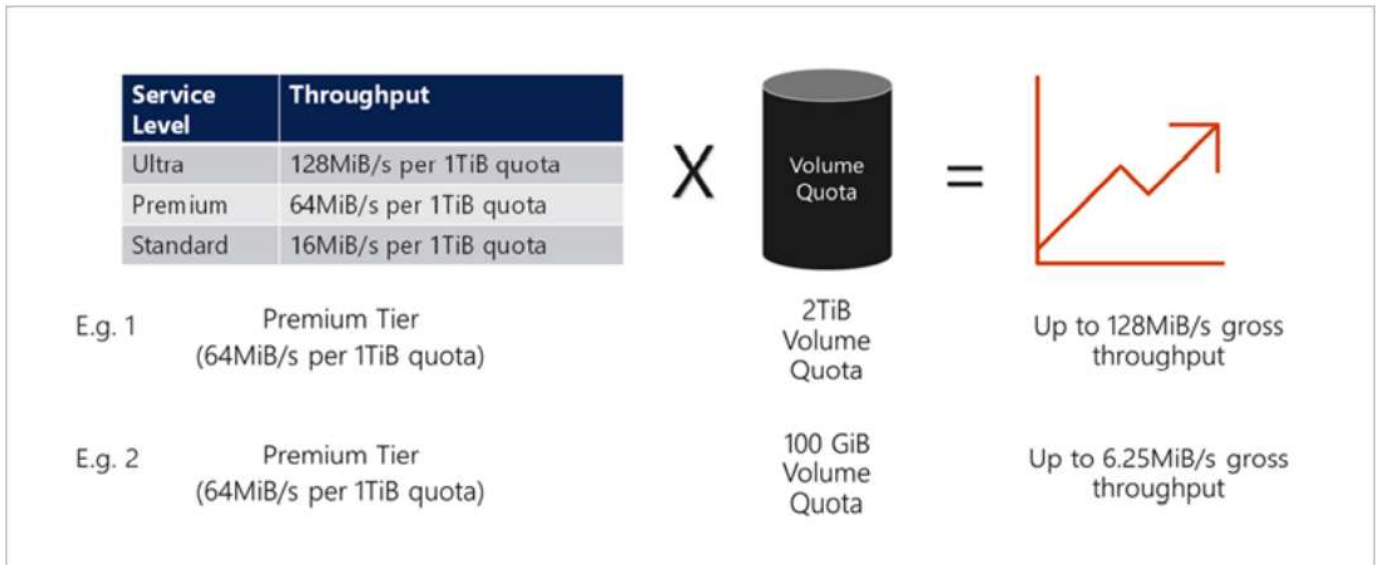 Service Level Throughput
Ultra 128MiB/s per 1TiB quota
Premium 64MiB/s per 1TiB quota
Standard 16MiB/s per 1TiB quota
X
Volume
Quota
=
E.g. 1
Premium Tier
(64MiB/s per 1TiB quota)
2TiB
Volume
Quota
Up to 128MiB/s gross
throughput
E.g. 2
Premium Tier
(64MiB/s per 1TiB quota)
100 GiB
Volume
Quota
Up to 6.25MiB/s gross
throughput